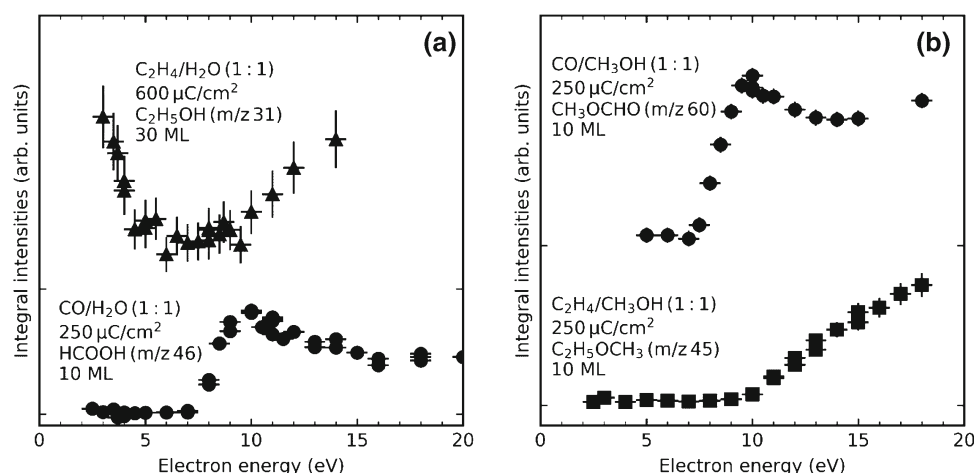 (a)
C₂H₄/H₂O (1 : 1)
600 μC/cm²
C₂H₅OH (m/z 31)
30 ML
CO/H₂O (1 : 1)
250 μC/cm²
HCOOH (m/z 46)
10 ML
Integral intensities (arb. units)
0 5 10 15 20
Electron energy (eV)
(b)
CO/CH₃OH (1 : 1)
250 μC/cm²
CH₃OCHO (m/z 60)
10 ML
C₂H₄/CH₃OH (1 : 1)
250 μC/cm²
C₂H₅OCH₃ (m/z 45)
10 ML
Integral intensities (arb. units)
0 5 10 15 20
Electron energy (eV)